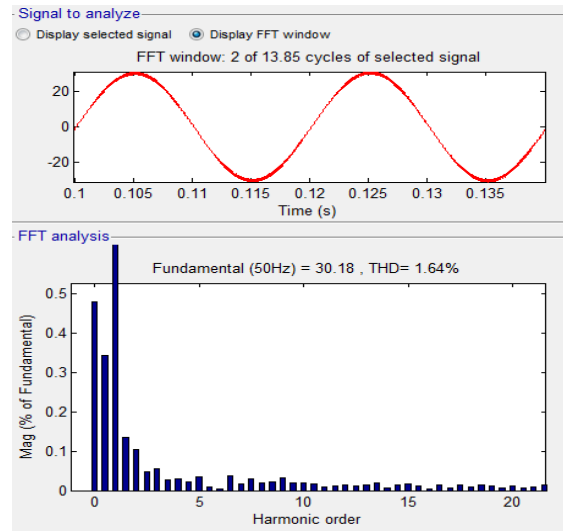 Signal to analyze
Display selected signal Display FFT window
FFT window: 2 of 13.85 cycles of selected signal
20
0
-20
0.1 0.105 0.11 0.115 0.12 0.125 0.13 0.135
Time (s)
FFT analysis
Fundamental (50Hz) = 30.18 , THD= 1.64%
Mag (% of Fundamental)
0.5
0.4
0.3
0.2
0.1
0
0 5 10 15 20
Harmonic order